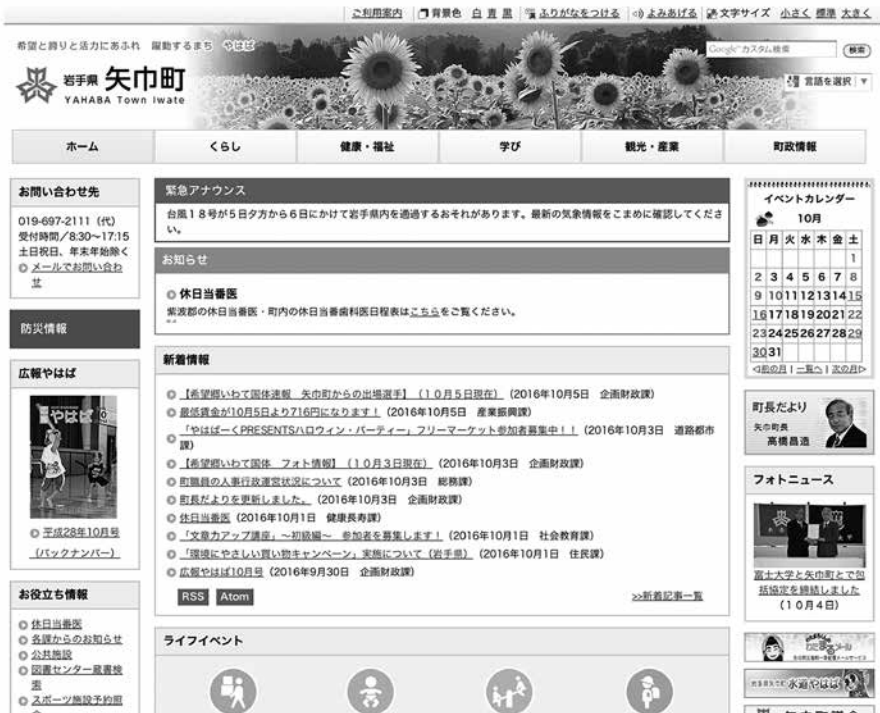 ご利用案内 背景色 白 青 黒 ふりがなをつける よみあげる 文字サイズ 小さく 標準 大きく
希望と誇りと活力にあふれ 躍動するまち やはば
岩手県 矢巾町
YAHABA Town Iwate
Google カスタム検索 検索
言語を選択 ▼
ホーム くらし 健康・福祉 学び 観光・産業 町政情報
お問い合わせ先
019-697-2111（代）
受付時間／8:30～17:15
土日祝日、年末年始除く
メールでお問い合わ
せ
防災情報
広報やはば
やはば
平成28年10月号
（バックナンバー）
お役立ち情報
休日当番医
各課からのお知らせ
公共施設
図書センター蔵書検
索
スポーツ施設予約照
緊急アナウンス
台風１８号が５日夕方から６日にかけて岩手県内を通過するおそれがあります。最新の気象情報をこまめに確認してくださ
い。
お知らせ
休日当番医
紫波郡の休日当番医・町内の休日当番歯科医日程表はこちらをご覧ください。
新着情報
【希望郷いわて国体速報 矢巾町からの出場選手】（１０月５日現在）（2016年10月5日 企画財政課）
最低賃金が10月5日より716円になります！（2016年10月5日 産業振興課）
「やはぱーくPRESENTSハロウィン・パーティー」フリーマーケット参加者募集中！！（2016年10月3日 道路都市
課）
【希望郷いわて国体 フォト情報】（１０月３日現在）（2016年10月3日 企画財政課）
町職員の人事行政運営状況について（2016年10月3日 総務課）
町長だよりを更新しました。（2016年10月3日 企画財政課）
休日当番医（2016年10月1日 健康長寿課）
「文章力アップ講座」～初級編～ 参加者を募集します！（2016年10月1日 社会教育課）
「環境にやさしい買い物キャンペーン」実施について（岩手県）（2016年10月1日 住民課）
広報やはば10月号（2016年9月30日 企画財政課）
RSS Atom >>新着記事一覧
ライフイベント
イベントカレンダー
10月
日 月 火 水 木 金 土
1
2 3 4 5 6 7 8
9 10 11 12 13 14 15
16 17 18 19 20 21 22
23 24 25 26 27 28 29
30 31
◁前の月 | 一覧へ | 次の月▷
町長だより
矢巾町長
高橋昌造
フォトニュース
富士大学と矢巾町とで包
括協定を締結しました
（１０月４日）
水道やはば